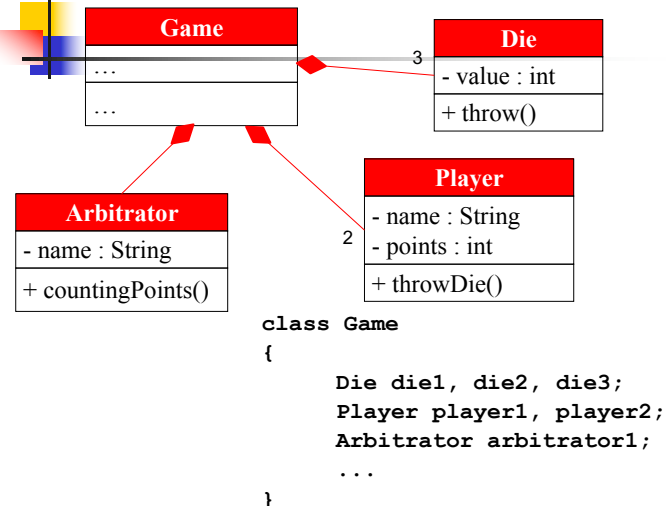 Game
…
…
3
Die
- value : int
+ throw()
Arbitrator
- name : String
+ countingPoints()
2
Player
- name : String
- points : int
+ throwDie()
class Game
{
Die die1, die2, die3;
Player player1, player2;
Arbitrator arbitrator1;
...
}